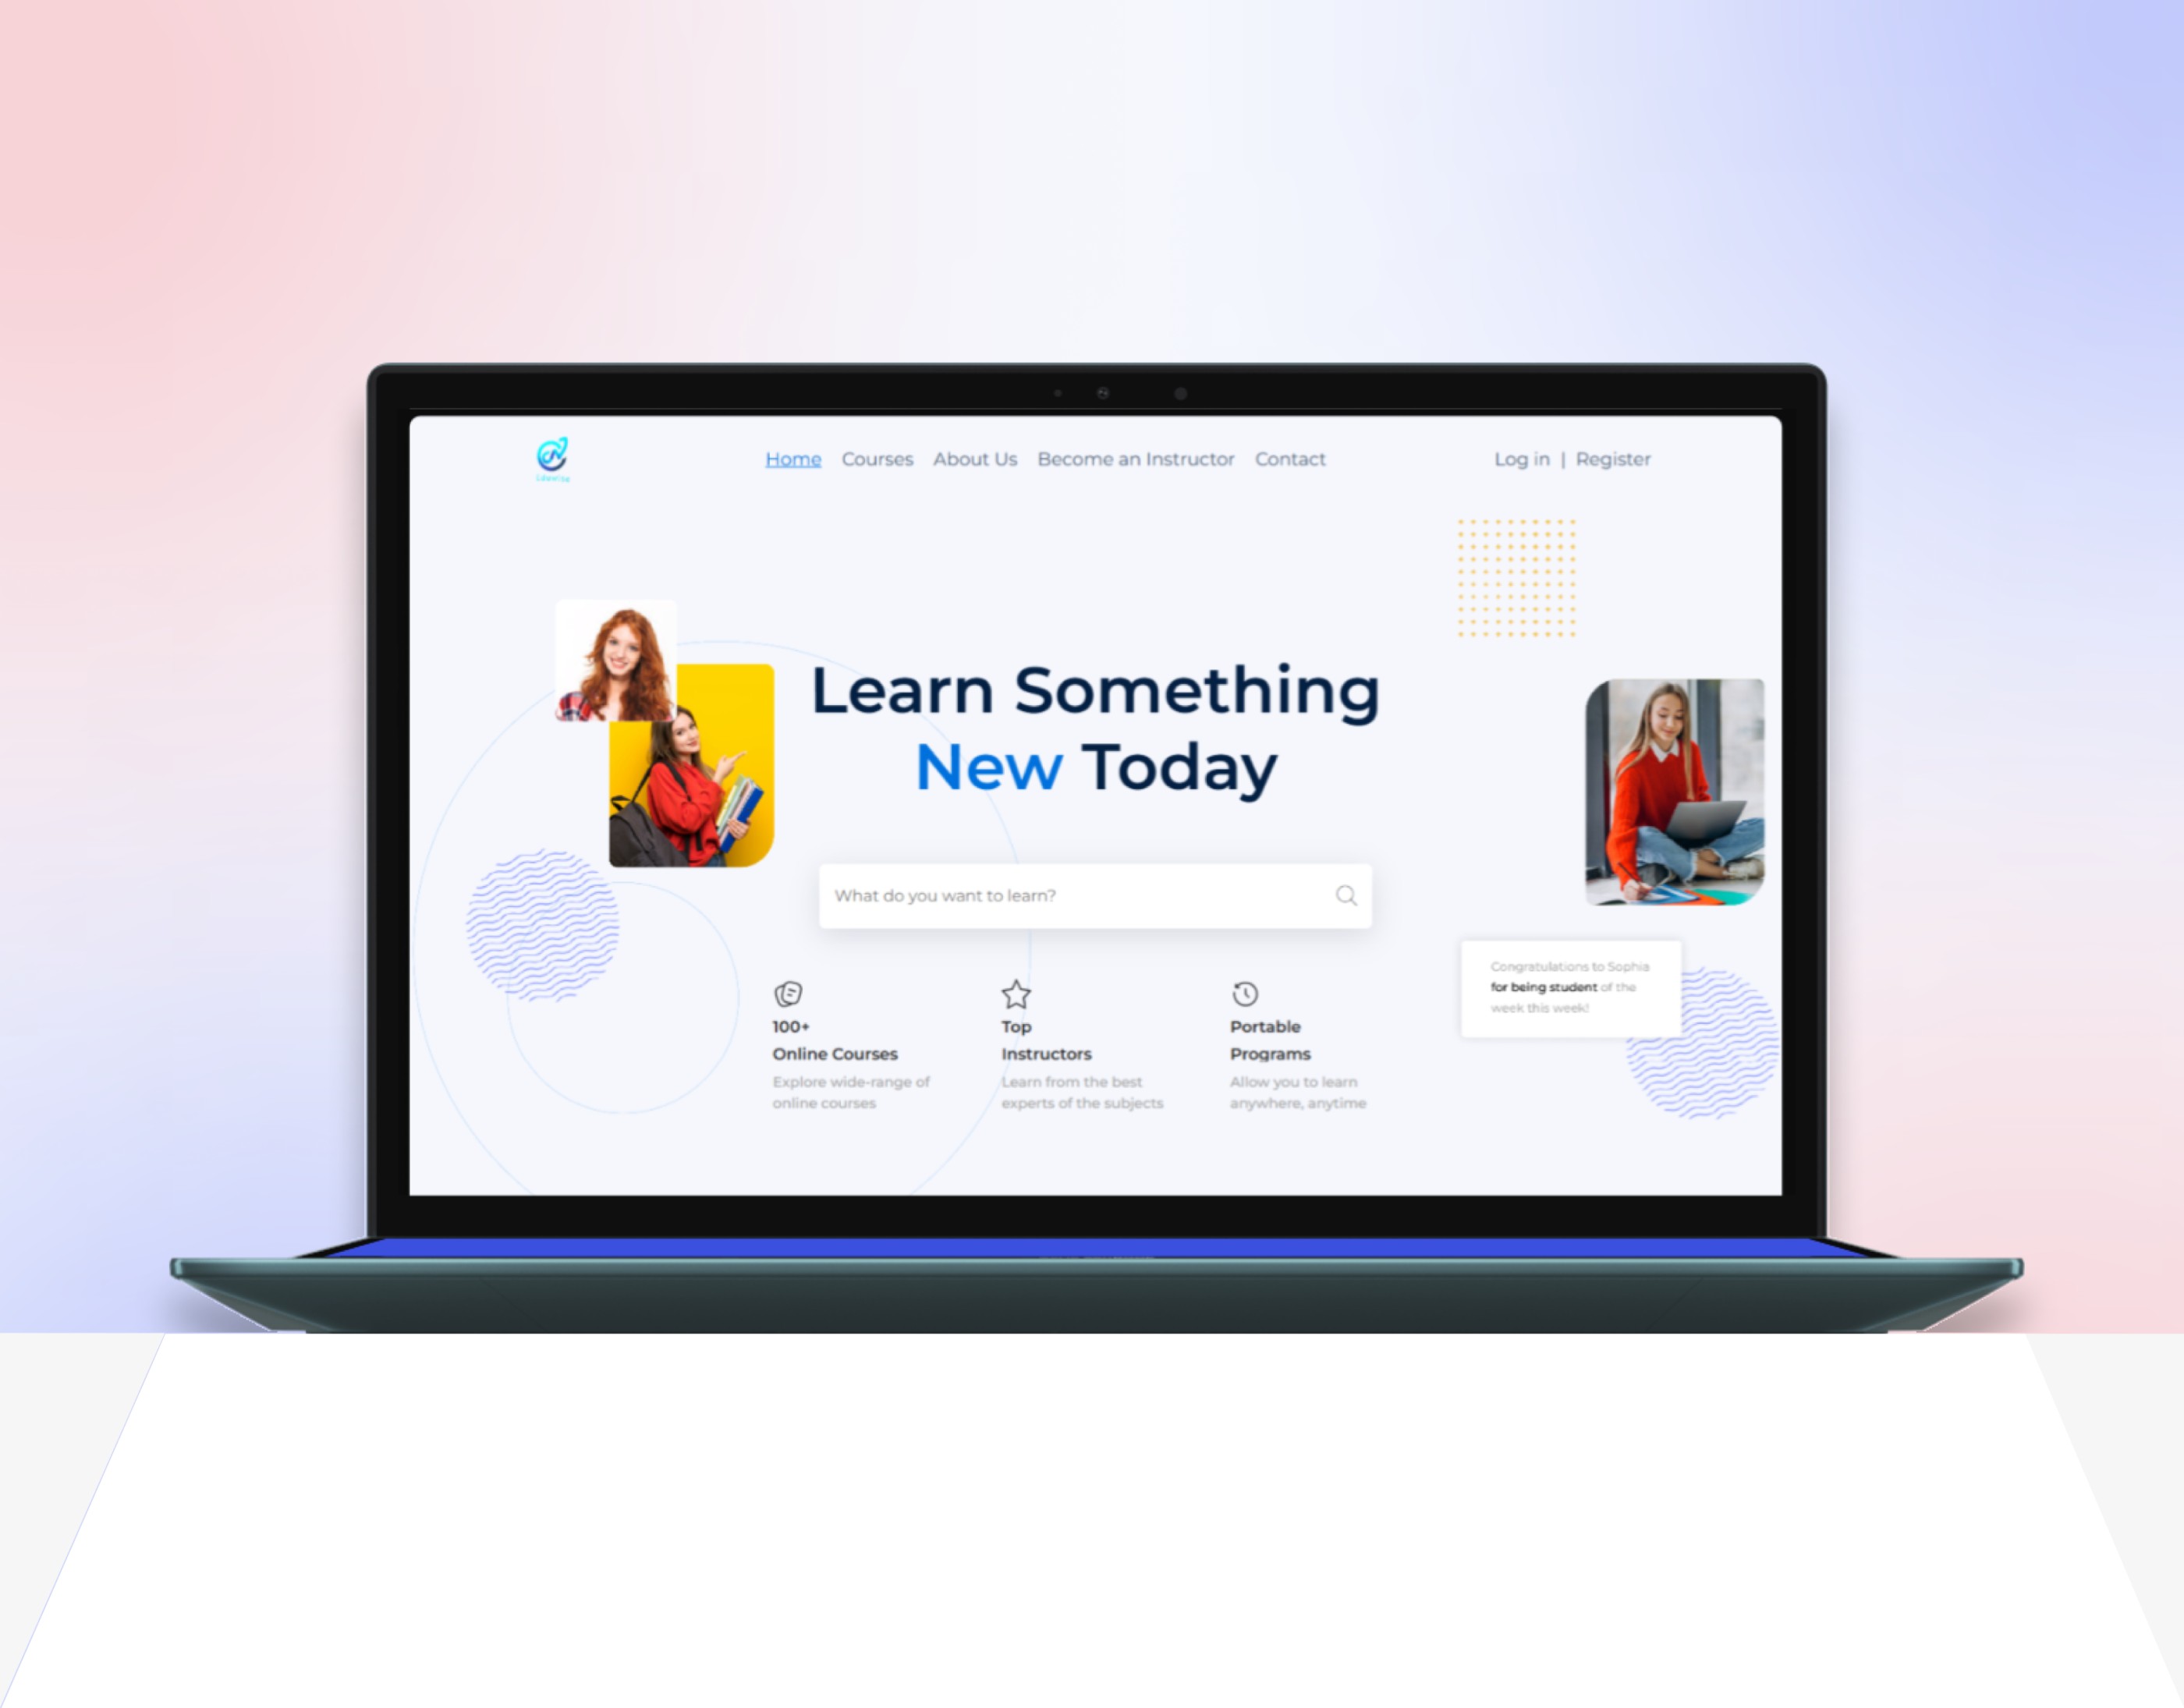 Home Courses About Us Become an Instructor Contact
Log in | Register
Learn Something
New Today
What do you want to learn?
100+
Online Courses
Explore wide-range of
online courses
Top
Instructors
Learn from the best
experts of the subjects
Portable
Programs
Allow you to learn
anywhere, anytime
Congratulations to Sophia
for being student of the
week this week!